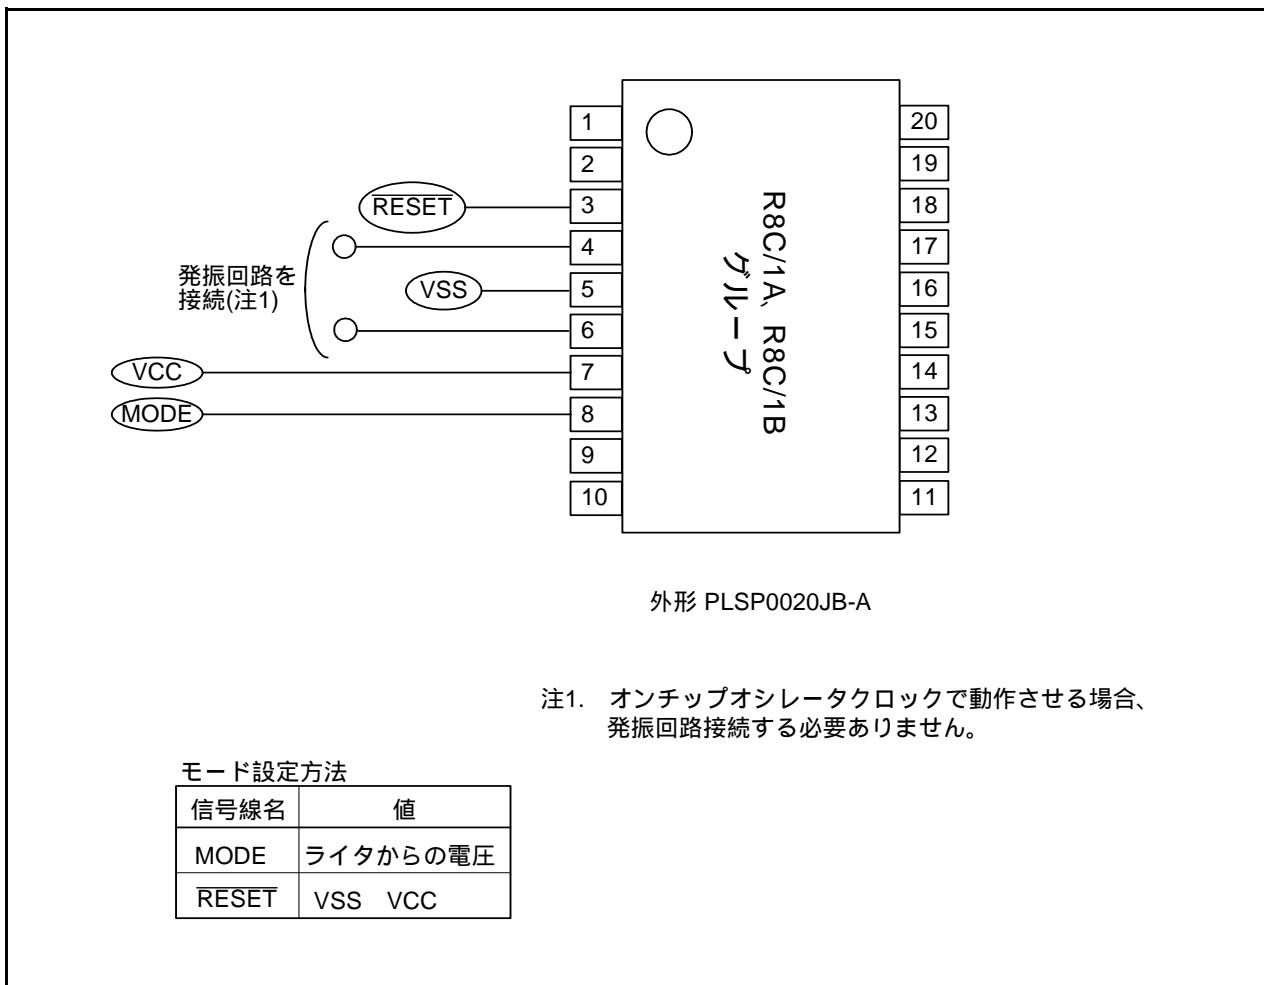 1
2
3
4
5
6
7
8
9
10
20
19
18
17
16
15
14
13
12
11
RESET
発振回路を
接続(注1)
VSS
VCC
MODE
R8C/1A、R8C/1B
グループ
外形 PLSP0020JB-A
注1. オンチップオシレータクロックで動作させる場合、
発振回路接続する必要ありません。
モード設定方法
信号線名 値
MODE ライタからの電圧
RESET VSS VCC